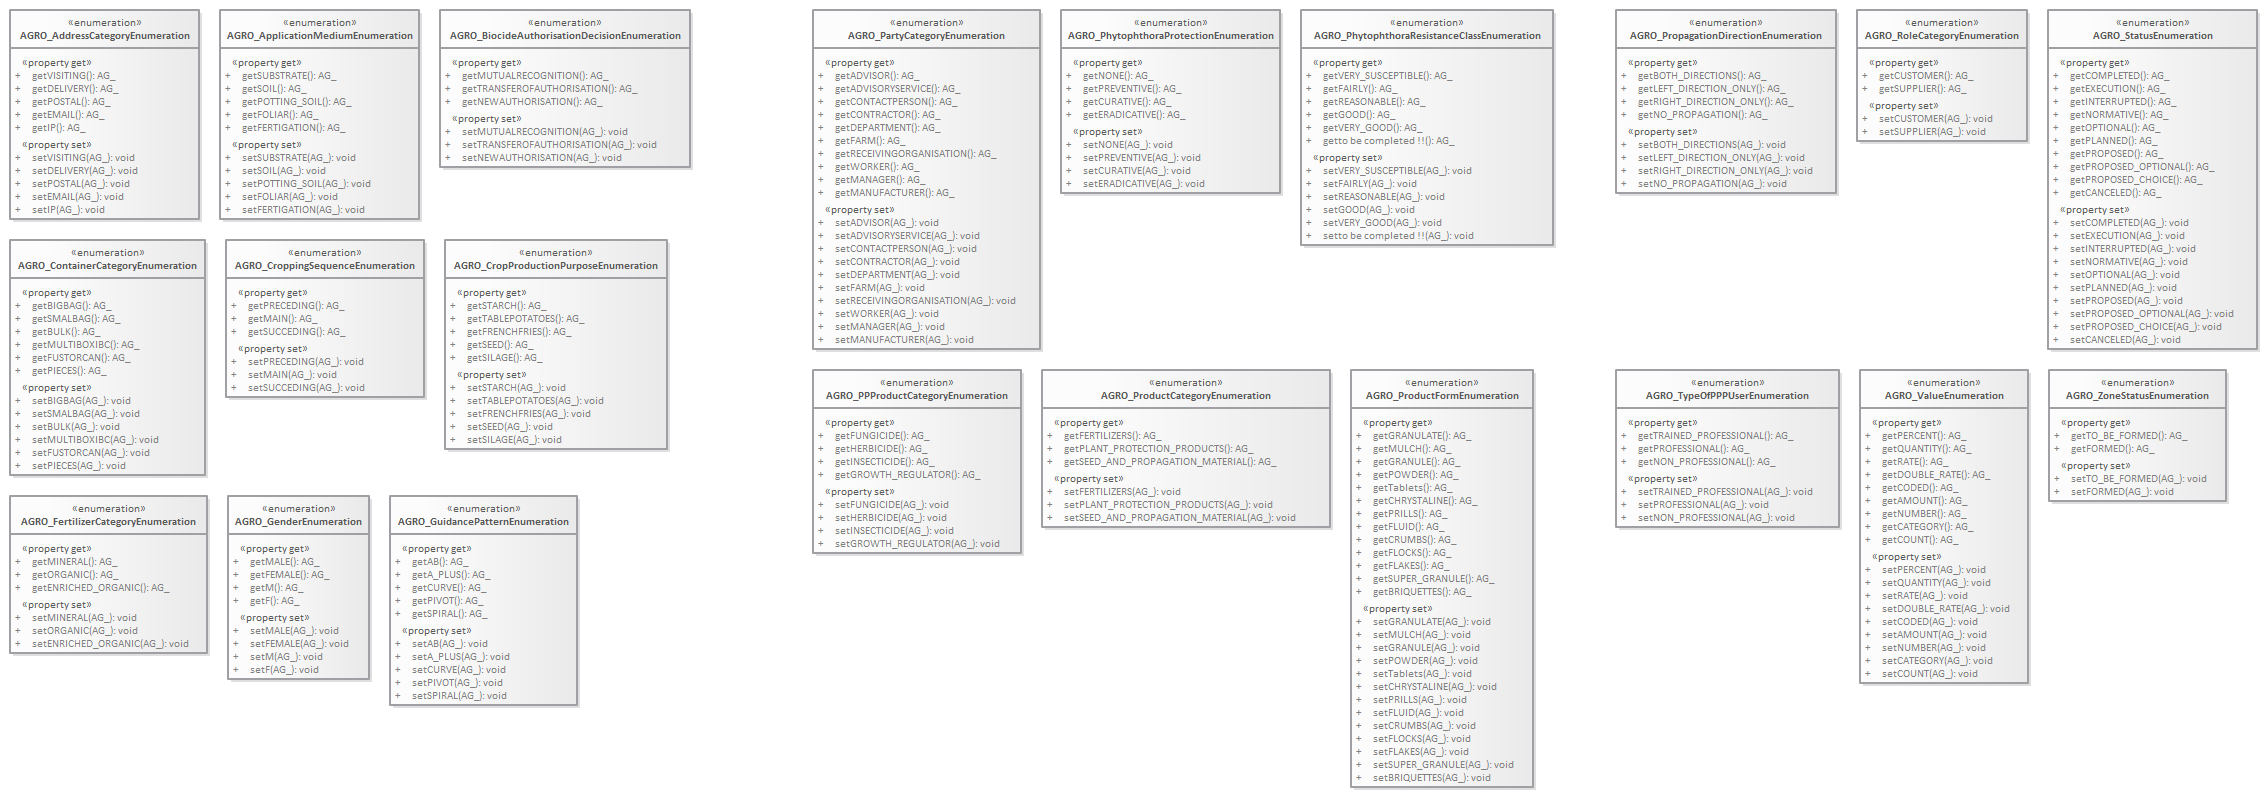 «enumeration»
AGRO_AddressCategoryEnumeration
«property get»
+ getVISITING(): AG_
+ getDELIVERY(): AG_
+ getPOSTAL(): AG_
+ getEMAIL(): AG_
+ getIP(): AG_
«property set»
+ setVISITING(AG_): void
+ setDELIVERY(AG_): void
+ setPOSTAL(AG_): void
+ setEMAIL(AG_): void
+ setIP(AG_): void
«enumeration»
AGRO_ApplicationMediumEnumeration
«property get»
+ getSUBSTRATE(): AG_
+ getSOIL(): AG_
+ getPOTTING_SOIL(): AG_
+ getFOLIAR(): AG_
+ getFERTIGATION(): AG_
«property set»
+ setSUBSTRATE(AG_): void
+ setSOIL(AG_): void
+ setPOTTING_SOIL(AG_): void
+ setFOLIAR(AG_): void
+ setFERTIGATION(AG_): void
«enumeration»
AGRO_BiocideAuthorisationDecisionEnumeration
«property get»
+ getMUTUALRECOGNITION(): AG_
+ getTRANSFEROFAUTHORISATION(): AG_
+ getNEWAUTHORISATION(): AG_
«property set»
+ setMUTUALRECOGNITION(AG_): void
+ setTRANSFEROFAUTHORISATION(AG_): void
+ setNEWAUTHORISATION(AG_): void
«enumeration»
AGRO_PartyCategoryEnumeration
«property get»
+ getADVISOR(): AG_
+ getADVISORYSERVICE(): AG_
+ getCONTACTPERSON(): AG_
+ getCONTRACTOR(): AG_
+ getDEPARTMENT(): AG_
+ getFARM(): AG_
+ getRECEIVINGORGANISATION(): AG_
+ getWORKER(): AG_
+ getMANAGER(): AG_
+ getMANUFACTURER(): AG_
«property set»
+ setADVISOR(AG_): void
+ setADVISORYSERVICE(AG_): void
+ setCONTACTPERSON(AG_): void
+ setCONTRACTOR(AG_): void
+ setDEPARTMENT(AG_): void
+ setFARM(AG_): void
+ setRECEIVINGORGANISATION(AG_): void
+ setWORKER(AG_): void
+ setMANAGER(AG_): void
+ setMANUFACTURER(AG_): void
«enumeration»
AGRO_PhytophthoraProtectionEnumeration
«property get»
+ getNONE(): AG_
+ getPREVENTIVE(): AG_
+ getCURATIVE(): AG_
+ getERADICATIVE(): AG_
«property set»
+ setNONE(AG_): void
+ setPREVENTIVE(AG_): void
+ setCURATIVE(AG_): void
+ setERADICATIVE(AG_): void
«enumeration»
AGRO_PhytophthoraResistanceClassEnumeration
«property get»
+ getVERY_SUSCEPTIBLE(): AG_
+ getFAIRLY(): AG_
+ getREASONABLE(): AG_
+ getGOOD(): AG_
+ getVERY_GOOD(): AG_
+ getto be completed !!(): AG_
«property set»
+ setVERY_SUSCEPTIBLE(AG_): void
+ setFAIRLY(AG_): void
+ setREASONABLE(AG_): void
+ setGOOD(AG_): void
+ setVERY_GOOD(AG_): void
+ setto be completed !!(AG_): void
«enumeration»
AGRO_PropagationDirectionEnumeration
«property get»
+ getBOTH_DIRECTIONS(): AG_
+ getLEFT_DIRECTION_ONLY(): AG_
+ getRIGHT_DIRECTION_ONLY(): AG_
+ getNO_PROPAGATION(): AG_
«property set»
+ setBOTH_DIRECTIONS(AG_): void
+ setLEFT_DIRECTION_ONLY(AG_): void
+ setRIGHT_DIRECTION_ONLY(AG_): void
+ setNO_PROPAGATION(AG_): void
«enumeration»
AGRO_RoleCategoryEnumeration
«property get»
+ getCUSTOMER(): AG_
+ getSUPPLIER(): AG_
«property set»
+ setCUSTOMER(AG_): void
+ setSUPPLIER(AG_): void
«enumeration»
AGRO_StatusEnumeration
«property get»
+ getCOMPLETED(): AG_
+ getEXECUTION(): AG_
+ getINTERRUPTED(): AG_
+ getNORMATIVE(): AG_
+ getOPTIONAL(): AG_
+ getPLANNED(): AG_
+ getPROPOSED(): AG_
+ getPROPOSED_OPTIONAL(): AG_
+ getPROPOSED_CHOICE(): AG_
+ getCANCELED(): AG_
«property set»
+ setCOMPLETED(AG_): void
+ setEXECUTION(AG_): void
+ setINTERRUPTED(AG_): void
+ setNORMATIVE(AG_): void
+ setOPTIONAL(AG_): void
+ setPLANNED(AG_): void
+ setPROPOSED(AG_): void
+ setPROPOSED_OPTIONAL(AG_): void
+ setPROPOSED_CHOICE(AG_): void
+ setCANCELED(AG_): void
«enumeration»
AGRO_ContainerCategoryEnumeration
«property get»
+ getBIGBAG(): AG_
+ getSMALBAG(): AG_
+ getBULK(): AG_
+ getMULTIBOXIBC(): AG_
+ getFUSTORCAN(): AG_
+ getPIECES(): AG_
«property set»
+ setBIGBAG(AG_): void
+ setSMALBAG(AG_): void
+ setBULK(AG_): void
+ setMULTIBOXIBC(AG_): void
+ setFUSTORCAN(AG_): void
+ setPIECES(AG_): void
«enumeration»
AGRO_CroppingSequenceEnumeration
«property get»
+ getPRECEDING(): AG_
+ getMAIN(): AG_
+ getSUCCEDING(): AG_
«property set»
+ setPRECEDING(AG_): void
+ setMAIN(AG_): void
+ setSUCCEDING(AG_): void
«enumeration»
AGRO_CropProductionPurposeEnumeration
«property get»
+ getSTARCH(): AG_
+ getTABLEPOTATOES(): AG_
+ getFRENCHFRIES(): AG_
+ getSEED(): AG_
+ getSILAGE(): AG_
«property set»
+ setSTARCH(AG_): void
+ setTABLEPOTATOES(AG_): void
+ setFRENCHFRIES(AG_): void
+ setSEED(AG_): void
+ setSILAGE(AG_): void
«enumeration»
AGRO_PPProductCategoryEnumeration
«property get»
+ getFUNGICIDE(): AG_
+ getHERBICIDE(): AG_
+ getINSECTICIDE(): AG_
+ getGROWTH_REGULATOR(): AG_
«property set»
+ setFUNGICIDE(AG_): void
+ setHERBICIDE(AG_): void
+ setINSECTICIDE(AG_): void
+ setGROWTH_REGULATOR(AG_): void
«enumeration»
AGRO_ProductCategoryEnumeration
«property get»
+ getFERTILIZERS(): AG_
+ getPLANT_PROTECTION_PRODUCTS(): AG_
+ getSEED_AND_PROPAGATION_MATERIAL(): AG_
«property set»
+ setFERTILIZERS(AG_): void
+ setPLANT_PROTECTION_PRODUCTS(AG_): void
+ setSEED_AND_PROPAGATION_MATERIAL(AG_): void
«enumeration»
AGRO_ProductFormEnumeration
«property get»
+ getGRANULATE(): AG_
+ getMULCH(): AG_
+ getGRANULE(): AG_
+ getPOWDER(): AG_
+ getTablets(): AG_
+ getCHRYSTALINE(): AG_
+ getPRILLS(): AG_
+ getFLUID(): AG_
+ getCRUMBS(): AG_
+ getFLOCKS(): AG_
+ getFLAKES(): AG_
+ getSUPER_GRANULE(): AG_
+ getBRIQUETTES(): AG_
«property set»
+ setGRANULATE(AG_): void
+ setMULCH(AG_): void
+ setGRANULE(AG_): void
+ setPOWDER(AG_): void
+ setTablets(AG_): void
+ setCHRYSTALINE(AG_): void
+ setPRILLS(AG_): void
+ setFLUID(AG_): void
+ setCRUMBS(AG_): void
+ setFLOCKS(AG_): void
+ setFLAKES(AG_): void
+ setSUPER_GRANULE(AG_): void
+ setBRIQUETTES(AG_): void
«enumeration»
AGRO_TypeOfPPPUserEnumeration
«property get»
+ getTRAINED_PROFESSIONAL(): AG_
+ getPROFESSIONAL(): AG_
+ getNON_PROFESSIONAL(): AG_
«property set»
+ setTRAINED_PROFESSIONAL(AG_): void
+ setPROFESSIONAL(AG_): void
+ setNON_PROFESSIONAL(AG_): void
«enumeration»
AGRO_ValueEnumeration
«property get»
+ getPERCENT(): AG_
+ getQUANTITY(): AG_
+ getRATE(): AG_
+ getDOUBLE_RATE(): AG_
+ getCODED(): AG_
+ getAMOUNT(): AG_
+ getNUMBER(): AG_
+ getCATEGORY(): AG_
+ getCOUNT(): AG_
«property set»
+ setPERCENT(AG_): void
+ setQUANTITY(AG_): void
+ setRATE(AG_): void
+ setDOUBLE_RATE(AG_): void
+ setCODED(AG_): void
+ setAMOUNT(AG_): void
+ setNUMBER(AG_): void
+ setCATEGORY(AG_): void
+ setCOUNT(AG_): void
«enumeration»
AGRO_ZoneStatusEnumeration
«property get»
+ getTO_BE_FORMED(): AG_
+ getFORMED(): AG_
«property set»
+ setTO_BE_FORMED(AG_): void
+ setFORMED(AG_): void
«enumeration»
AGRO_FertilizerCategoryEnumeration
«property get»
+ getMINERAL(): AG_
+ getORGANIC(): AG_
+ getENRICHED_ORGANIC(): AG_
«property set»
+ setMINERAL(AG_): void
+ setORGANIC(AG_): void
+ setENRICHED_ORGANIC(AG_): void
«enumeration»
AGRO_GenderEnumeration
«property get»
+ getMALE(): AG_
+ getFEMALE(): AG_
+ getM(): AG_
+ getF(): AG_
«property set»
+ setMALE(AG_): void
+ setFEMALE(AG_): void
+ setM(AG_): void
+ setF(AG_): void
«enumeration»
AGRO_GuidancePatternEnumeration
«property get»
+ getAB(): AG_
+ getA_PLUS(): AG_
+ getCURVE(): AG_
+ getPIVOT(): AG_
+ getSPIRAL(): AG_
«property set»
+ setAB(AG_): void
+ setA_PLUS(AG_): void
+ setCURVE(AG_): void
+ setPIVOT(AG_): void
+ setSPIRAL(AG_): void